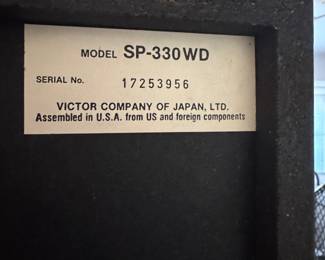 MODEL SP-330WD
SERIAL No. 17253956
VICTOR COMPANY OF JAPAN, LTD.
Assembled in U.S.A. from US and foreign components